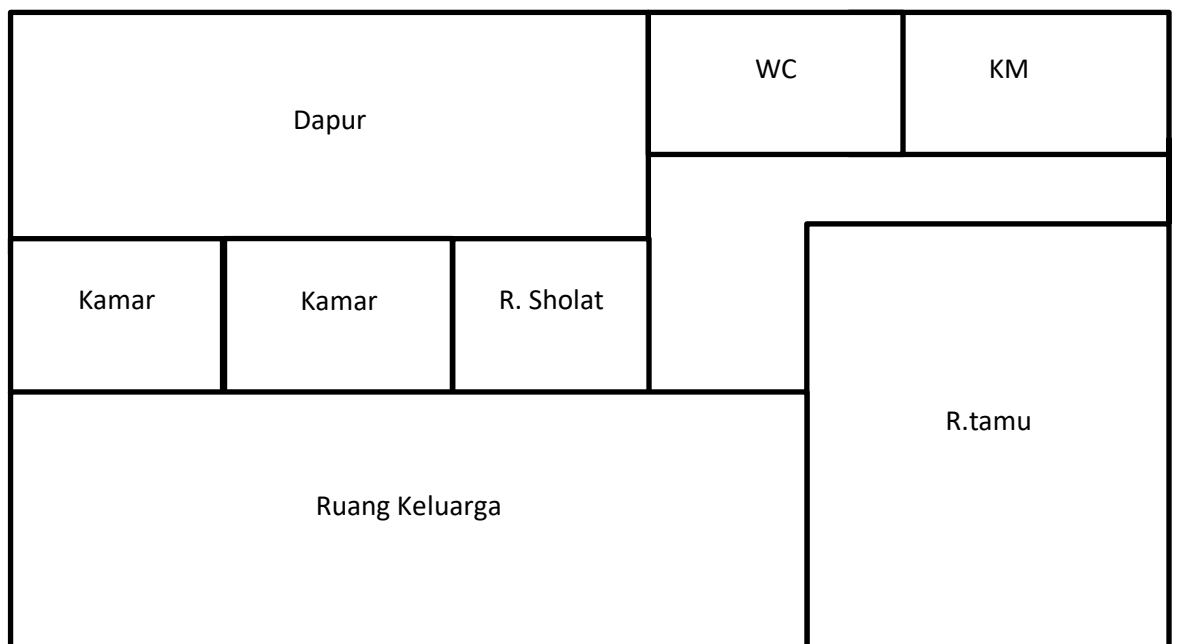 WC
KM
Dapur
Kamar
Kamar
R. Sholat
R.tamu
Ruang Keluarga